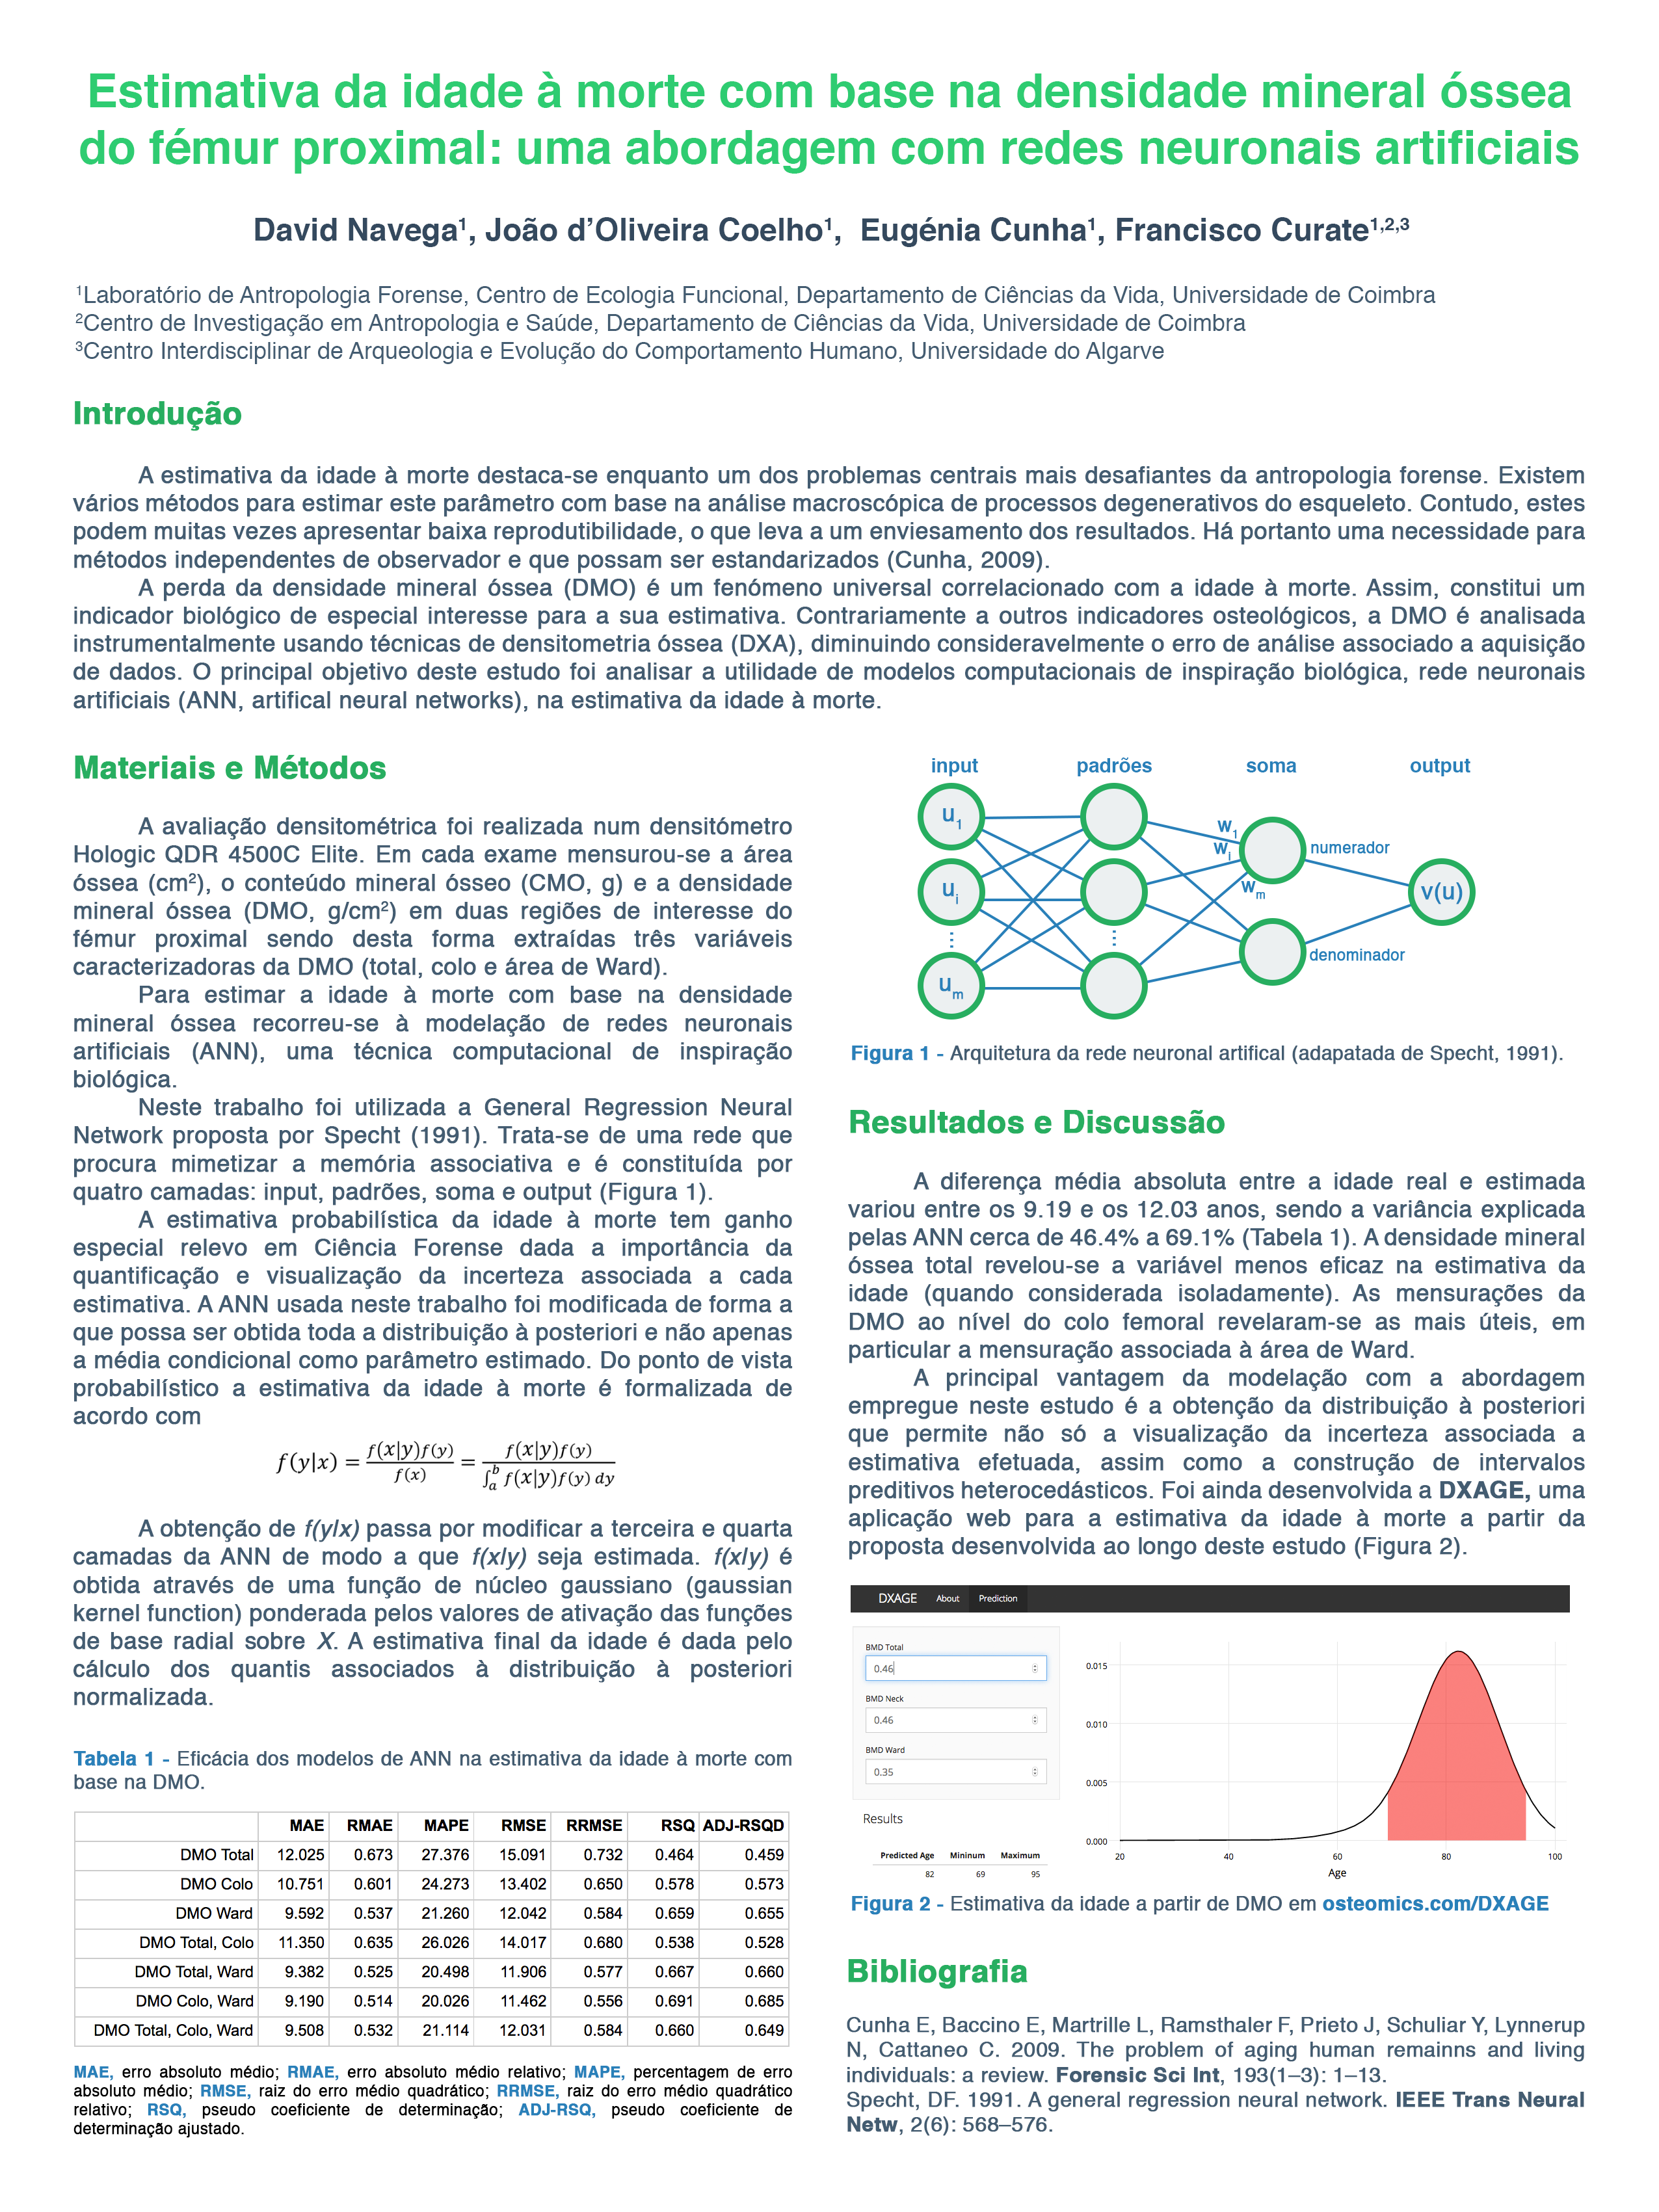 Estimativa da idade à morte com base na densidade mineral óssea
do fémur proximal: uma abordagem com redes neuronais artificiais
David Navega1, João d’Oliveira Coelho1, Eugénia Cunha1, Francisco Curate1,2,3
1Laboratório de Antropologia Forense, Centro de Ecologia Funcional, Departamento de Ciências da Vida, Universidade de Coimbra
2Centro de Investigação em Antropologia e Saúde, Departamento de Ciências da Vida, Universidade de Coimbra
3Centro Interdisciplinar de Arqueologia e Evolução do Comportamento Humano, Universidade do Algarve
Introdução
A estimativa da idade à morte destaca-se enquanto um dos problemas centrais mais desafiantes da antropologia forense. Existem
vários métodos para estimar este parâmetro com base na análise macroscópica de processos degenerativos do esqueleto. Contudo, estes
podem muitas vezes apresentar baixa reprodutibilidade, o que leva a um enviesamento dos resultados. Há portanto uma necessidade para
métodos independentes de observador e que possam ser estandarizados (Cunha, 2009).
A perda da densidade mineral óssea (DMO) é um fenómeno universal correlacionado com a idade à morte. Assim, constitui um
indicador biológico de especial interesse para a sua estimativa. Contrariamente a outros indicadores osteológicos, a DMO é analisada
instrumentalmente usando técnicas de densitometria óssea (DXA), diminuindo consideravelmente o erro de análise associado a aquisição
de dados. O principal objetivo deste estudo foi analisar a utilidade de modelos computacionais de inspiração biológica, rede neuronais
artificiais (ANN, artifical neural networks), na estimativa da idade à morte.
Materiais e Métodos
A avaliação densitométrica foi realizada num densitómetro
Hologic QDR 4500C Elite. Em cada exame mensurou-se a área
óssea (cm²), o conteúdo mineral ósseo (CMO, g) e a densidade
mineral óssea (DMO, g/cm²) em duas regiões de interesse do
fémur proximal sendo desta forma extraídas três variáveis
caracterizadoras da DMO (total, colo e área de Ward).
Para estimar a idade à morte com base na densidade
mineral óssea recorreu-se à modelação de redes neuronais
artificiais (ANN), uma técnica computacional de inspiração
biológica.
Neste trabalho foi utilizada a General Regression Neural
Network proposta por Specht (1991). Trata-se de uma rede que
procura mimetizar a memória associativa e é constituída por
quatro camadas: input, padrões, soma e output (Figura 1).
A estimativa probabilística da idade à morte tem ganho
especial relevo em Ciência Forense dada a importância da
quantificação e visualização da incerteza associada a cada
estimativa. A ANN usada neste trabalho foi modificada de forma a
que possa ser obtida toda a distribuição à posteriori e não apenas
a média condicional como parâmetro estimado. Do ponto de vista
probabilístico a estimativa da idade à morte é formalizada de
acordo com
f(y|x) = f(x|y)f(y) / f(x) = f(x|y)f(y) / ∫ₐᵇ f(x|y)f(y) dy
A obtenção de f(y|x) passa por modificar a terceira e quarta
camadas da ANN de modo a que f(x|y) seja estimada. f(x|y) é
obtida através de uma função de núcleo gaussiano (gaussian
kernel function) ponderada pelos valores de ativação das funções
de base radial sobre X. A estimativa final da idade é dada pelo
cálculo dos quantis associados à distribuição à posteriori
normalizada.
Tabela 1 - Eficácia dos modelos de ANN na estimativa da idade à morte com
base na DMO.
MAE RMAE MAPE RMSE RRMSE RSQ ADJ-RSQD
DMO Total 12.025 0.673 27.376 15.091 0.732 0.464 0.459
DMO Colo 10.751 0.601 24.273 13.402 0.650 0.578 0.573
DMO Ward 9.592 0.537 21.260 12.042 0.584 0.659 0.655
DMO Total, Colo 11.350 0.635 26.026 14.017 0.680 0.538 0.528
DMO Total, Ward 9.382 0.525 20.498 11.906 0.577 0.667 0.660
DMO Colo, Ward 9.190 0.514 20.026 11.462 0.556 0.691 0.685
DMO Total, Colo, Ward 9.508 0.532 21.114 12.031 0.584 0.660 0.649
MAE, erro absoluto médio; RMAE, erro absoluto médio relativo; MAPE, percentagem de erro
absoluto médio; RMSE, raiz do erro médio quadrático; RRMSE, raiz do erro médio quadrático
relativo; RSQ, pseudo coeficiente de determinação; ADJ-RSQ, pseudo coeficiente de
determinação ajustado.
input padrões soma output
u1
ui
um
w1
wi
wm
numerador
denominador
v(u)
Figura 1 - Arquitetura da rede neuronal artifical (adapatada de Specht, 1991).
Resultados e Discussão
A diferença média absoluta entre a idade real e estimada
variou entre os 9.19 e os 12.03 anos, sendo a variância explicada
pelas ANN cerca de 46.4% a 69.1% (Tabela 1). A densidade mineral
óssea total revelou-se a variável menos eficaz na estimativa da
idade (quando considerada isoladamente). As mensurações da
DMO ao nível do colo femoral revelaram-se as mais úteis, em
particular a mensuração associada à área de Ward.
A principal vantagem da modelação com a abordagem
empregue neste estudo é a obtenção da distribuição à posteriori
que permite não só a visualização da incerteza associada a
estimativa efetuada, assim como a construção de intervalos
preditivos heterocedásticos. Foi ainda desenvolvida a DXAGE, uma
aplicação web para a estimativa da idade à morte a partir da
proposta desenvolvida ao longo deste estudo (Figura 2).
DXAGE About Prediction
BMD Total
0.46
BMD Neck
0.46
BMD Ward
0.35
Results
Predicted Age Mininum Maximum
82 69 95
0.015
0.010
0.005
0.000
20 40 60 80 100
Age
Figura 2 - Estimativa da idade a partir de DMO em osteomics.com/DXAGE
Bibliografia
Cunha E, Baccino E, Martrille L, Ramsthaler F, Prieto J, Schuliar Y, Lynnerup
N, Cattaneo C. 2009. The problem of aging human remainns and living
individuals: a review. Forensic Sci Int, 193(1–3): 1–13.
Specht, DF. 1991. A general regression neural network. IEEE Trans Neural
Netw, 2(6): 568–576.